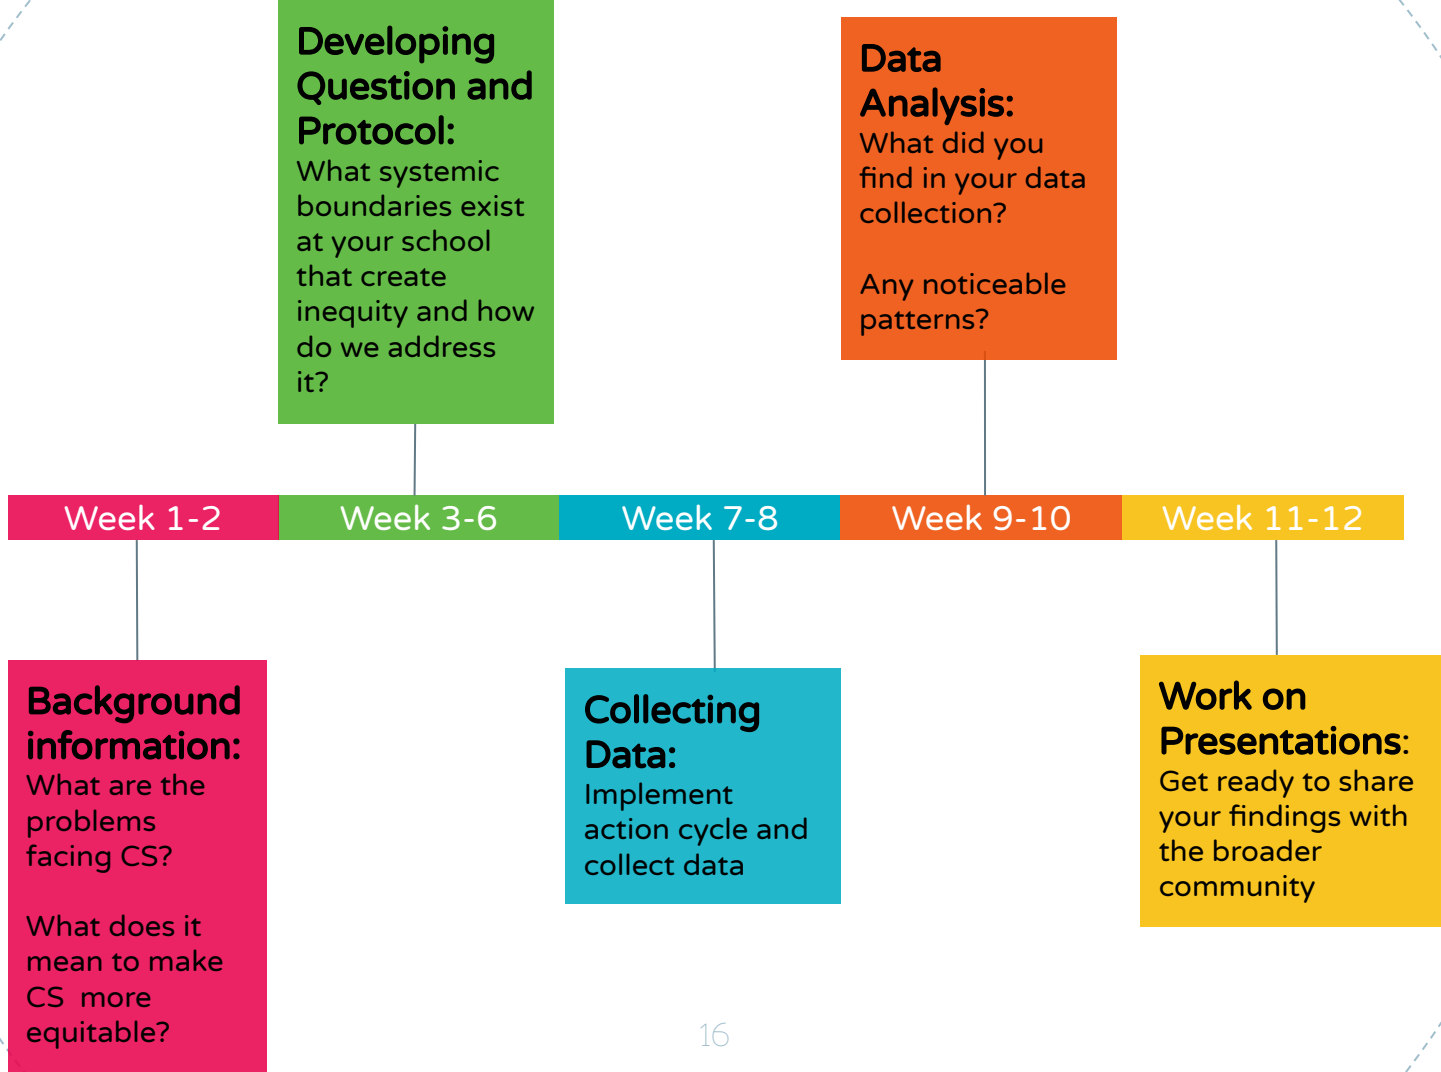 Developing
Question and
Protocol:
What systemic
boundaries exist
at your school
that create
inequity and how
do we address
it?
Data
Analysis:
What did you
find in your data
collection?
Any noticeable
patterns?
Week 1-2
Week 3-6
Week 7-8
Week 9-10
Week 11-12
Background
information:
What are the
problems
facing CS?
What does it
mean to make
CS  more
equitable?
Collecting
Data:
Implement
action cycle and
collect data
Work on
Presentations:
Get ready to share
your findings with
the broader
community
16